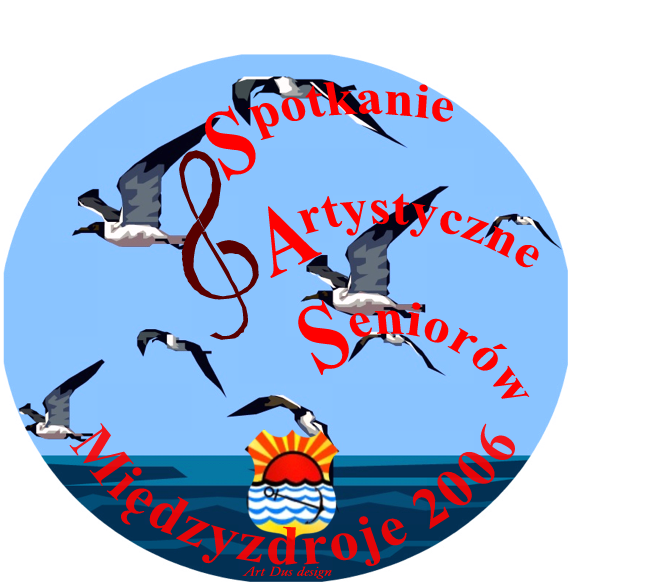 Spotkanie
Artystyczne
Seniorów
Międzyzdroje 2006
Art Dus design